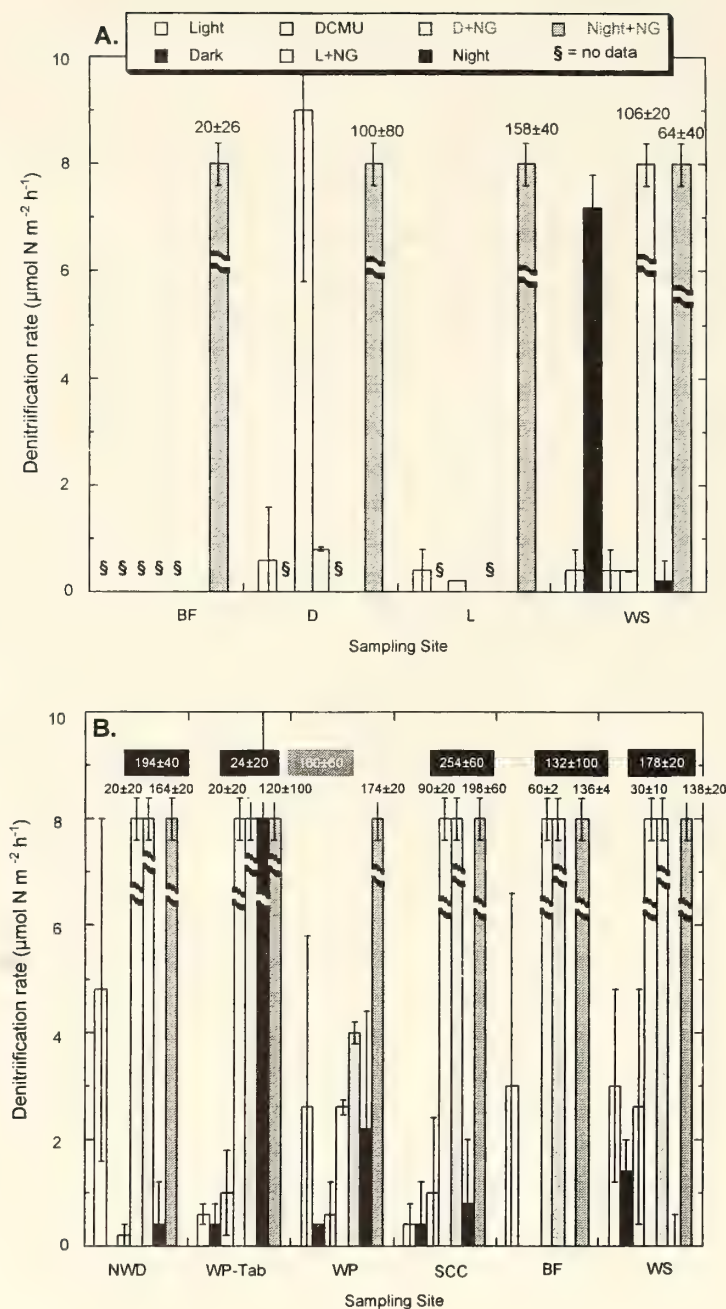 A.
Light DCMU D+NG Night+NG
Dark L+NG Night § = no data
10
20±26 100±80 158±40 106±20 64±40
8
6
4
2
§ § § § § § § § §
0
BF D L WS
Denitriification rate (µmol N m⁻² h⁻¹)
Sampling Site
B.
10
194±40 24±20 160±60 254±60 132±100 178±20
20±20 164±20 20±20 120±100 174±20 90±20 198±60 60±2 136±4 30±10 138±20
8
6
4
2
0
NWD WP-Tab WP SCC BF WS
Denitriification rate (µmol N m⁻² h⁻¹)
Sampling Site